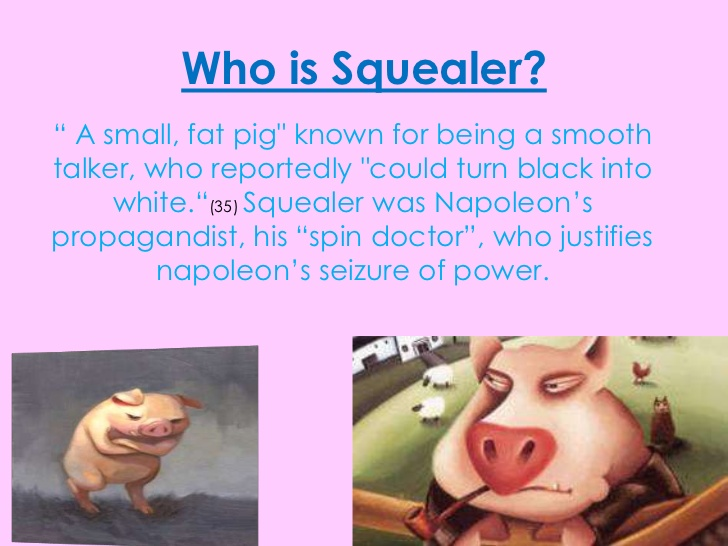 Who is Squealer?
“ A small, fat pig" known for being a smooth
talker, who reportedly "could turn black into
white.“(35) Squealer was Napoleon’s
propagandist, his “spin doctor”, who justifies
napoleon’s seizure of power.